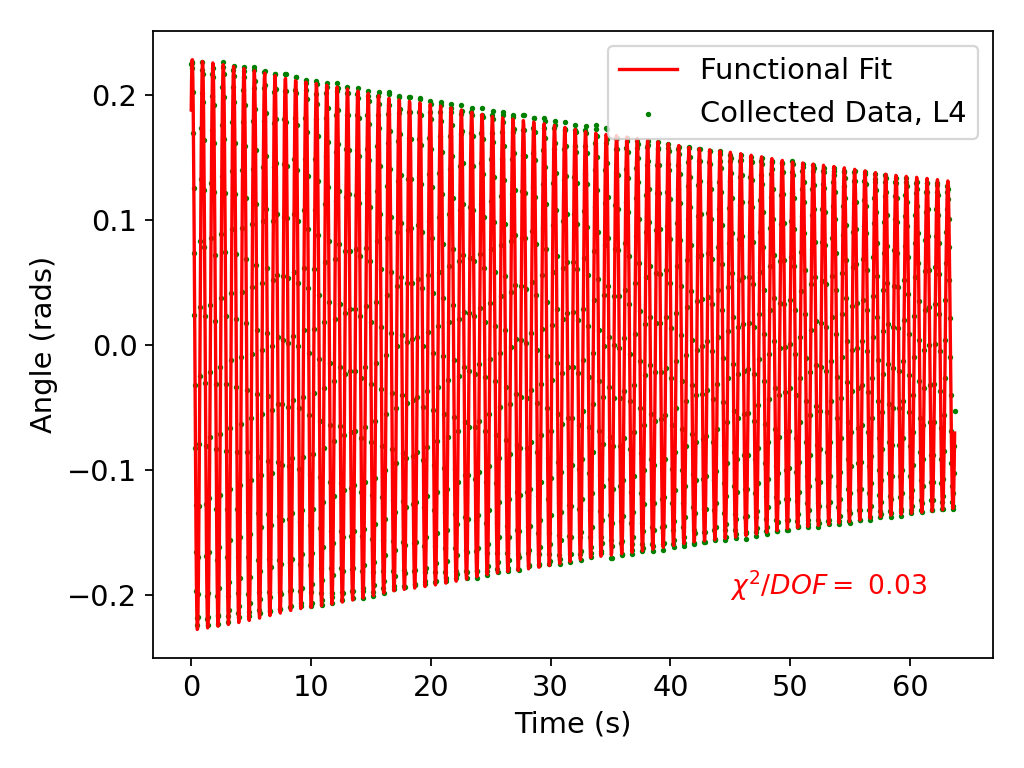 Functional Fit
Collected Data, L4
Angle (rads)
0.2
0.1
0.0
−0.1
−0.2
χ²/DOF = 0.03
0 10 20 30 40 50 60
Time (s)